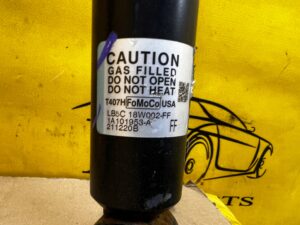 CAUTION
GAS FILLED
DO NOT OPEN
DO NOT HEAT
T407H FoMoCo USA
LB5C 18W002-FF
1A101953-A
211220B FF